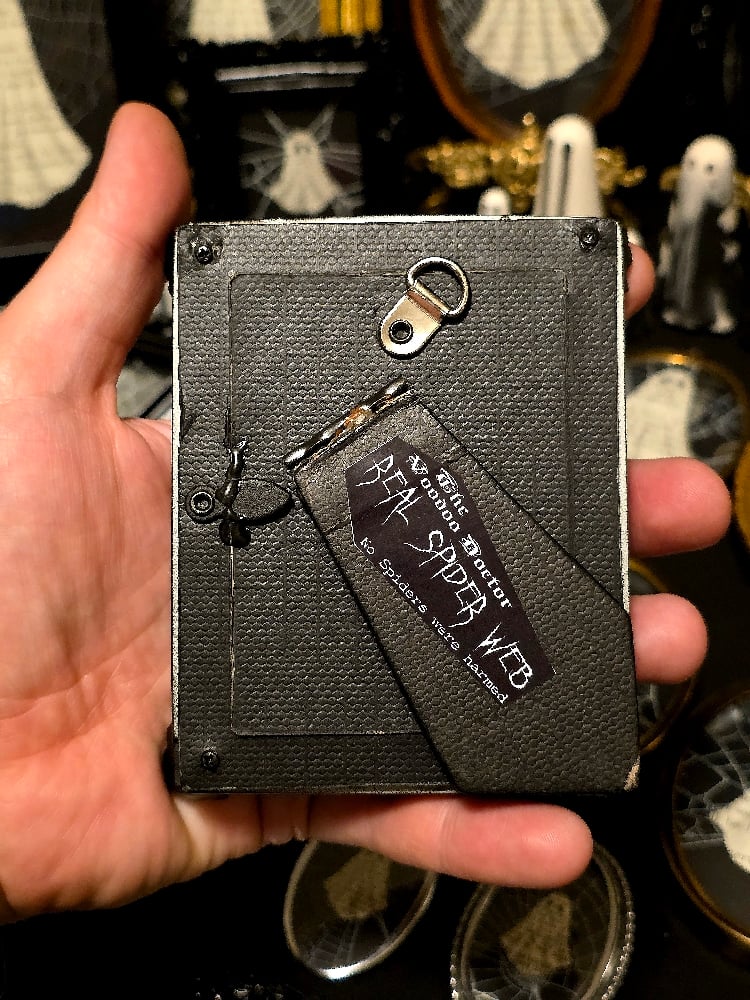 The
Voodoo Doctor
REAL SPIDER WEB
No Spiders were harmed